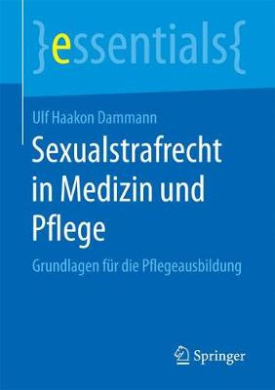 }essentials{
Ulf Haakon Dammann
Sexualstrafrecht
in Medizin und
Pflege
Grundlagen für die Pflegeausbildung
Springer